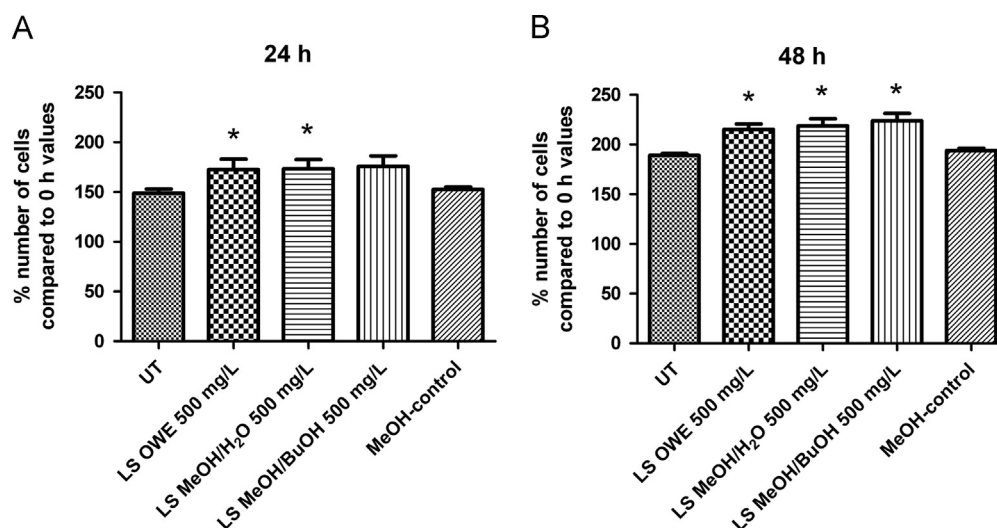 A
24 h
% number of cells
compared to 0 h values
250
200
150
100
50
0
*
*
UT
LS OWE 500 mg/L
LS MeOH/H₂O 500 mg/L
LS MeOH/BuOH 500 mg/L
MeOH-control
B
48 h
% number of cells
compared to 0 h values
250
200
150
100
50
0
*
*
*
UT
LS OWE 500 mg/L
LS MeOH/H₂O 500 mg/L
LS MeOH/BuOH 500 mg/L
MeOH-control